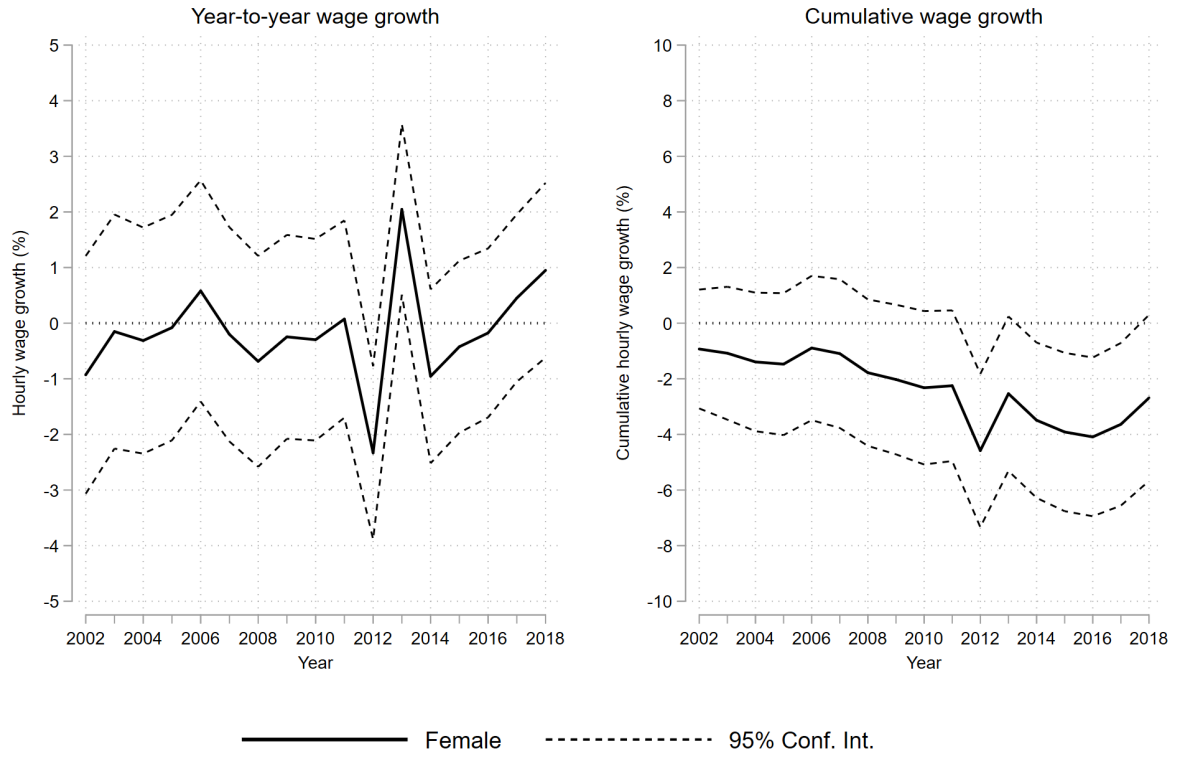 Year-to-year wage growth
Hourly wage growth (%)
5
4
3
2
1
0
-1
-2
-3
-4
-5
2002 2004 2006 2008 2010 2012 2014 2016 2018
Year
Cumulative wage growth
Cumulative hourly wage growth (%)
10
8
6
4
2
0
-2
-4
-6
-8
-10
2002 2004 2006 2008 2010 2012 2014 2016 2018
Year
Female 95% Conf. Int.